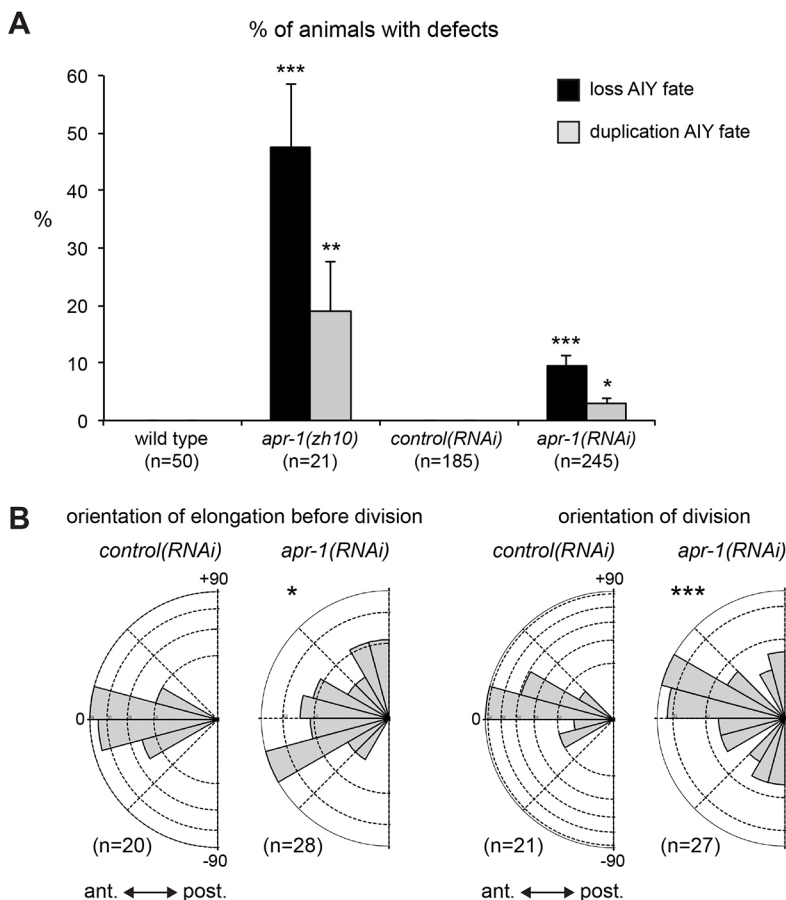 A
% of animals with defects
***
60
loss AIY fate
50
duplication AIY fate
40
%
30
**
20
***
10
*
0
wild type
(n=50)
apr-1(zh10)
(n=21)
control(RNAi)
(n=185)
apr-1(RNAi)
(n=245)
B
orientation of elongation before division
orientation of division
control(RNAi)
apr-1(RNAi)
control(RNAi)
apr-1(RNAi)
+90
*
+90
***
0
0
(n=20)
(n=28)
(n=21)
(n=27)
-90
-90
ant. post.
ant. post.